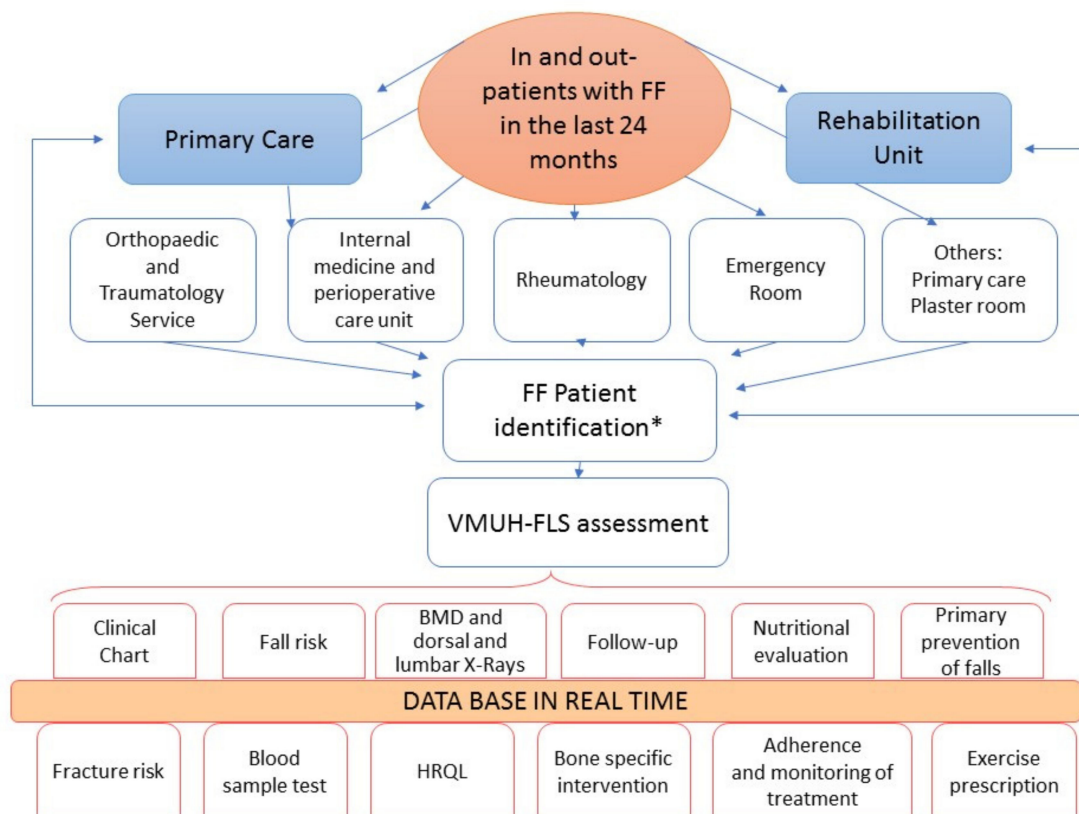 In and out-
patients with FF
in the last 24
months
Primary Care
Rehabilitation
Unit
Orthopaedic
and
Traumatology
Service
Internal
medicine and
perioperative
care unit
Rheumatology
Emergency
Room
Others:
Primary care
Plaster room
FF Patient
identification*
VMUH-FLS assessment
Clinical
Chart
Fall risk
BMD and
dorsal and
lumbar X-Rays
Follow-up
Nutritional
evaluation
Primary
prevention
of falls
DATA BASE IN REAL TIME
Fracture risk
Blood
sample test
HRQL
Bone specific
intervention
Adherence
and monitoring of
treatment
Exercise
prescription